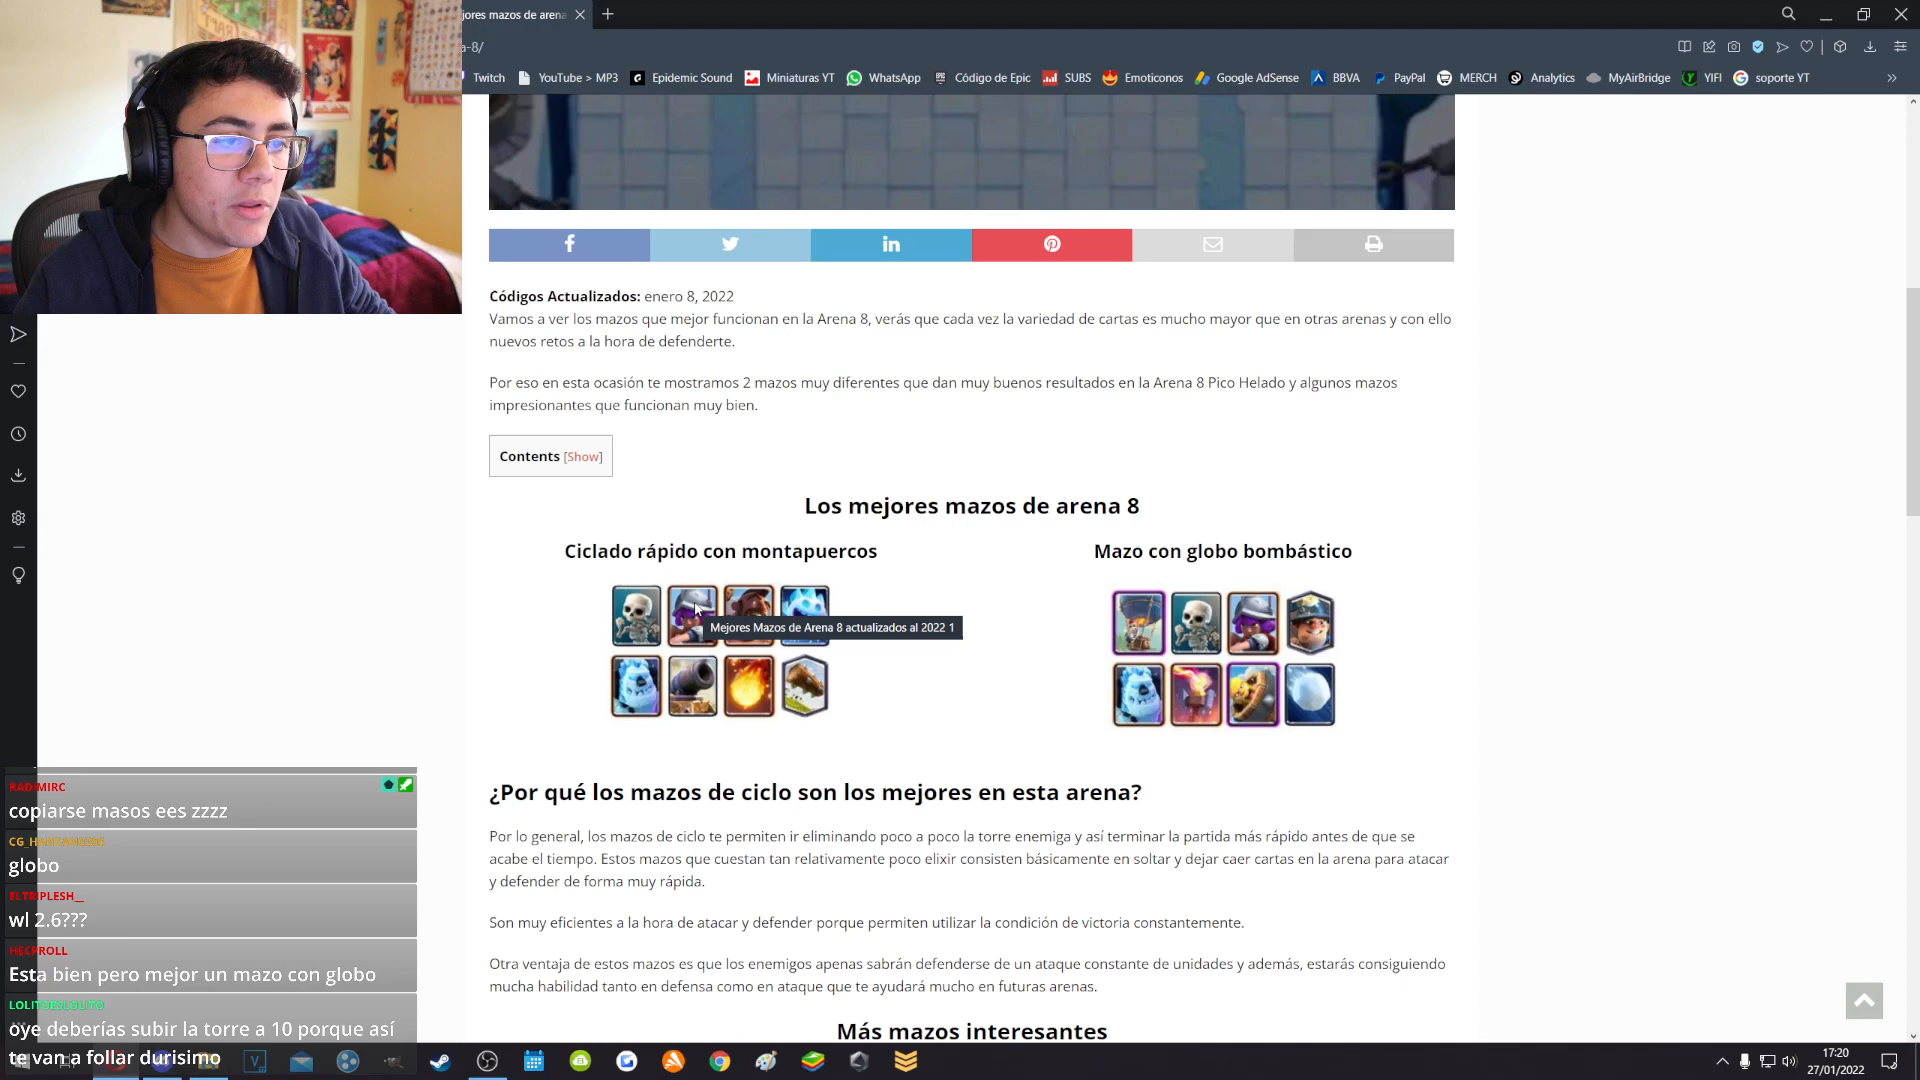 jores mazos de arena
a-8/
Twitch
YouTube > MP3
Epidemic Sound
Miniaturas YT
WhatsApp
Código de Epic
SUBS
Emoticonos
Google AdSense
BBVA
PayPal
MERCH
Analytics
MyAirBridge
YIFI
soporte YT
Códigos Actualizados: enero 8, 2022
Vamos a ver los mazos que mejor funcionan en la Arena 8, verás que cada vez la variedad de cartas es mucho mayor que en otras arenas y con ello
nuevos retos a la hora de defenderte.
Por eso en esta ocasión te mostramos 2 mazos muy diferentes que dan muy buenos resultados en la Arena 8 Pico Helado y algunos mazos
impresionantes que funcionan muy bien.
Contents [Show]
Los mejores mazos de arena 8
Ciclado rápido con montapuercos
Mazo con globo bombástico
Mejores Mazos de Arena 8 actualizados al 2022 1
¿Por qué los mazos de ciclo son los mejores en esta arena?
Por lo general, los mazos de ciclo te permiten ir eliminando poco a poco la torre enemiga y así terminar la partida más rápido antes de que se
acabe el tiempo. Estos mazos que cuestan tan relativamente poco elixir consisten básicamente en soltar y dejar caer cartas en la arena para atacar
y defender de forma muy rápida.
Son muy eficientes a la hora de atacar y defender porque permiten utilizar la condición de victoria constantemente.
Otra ventaja de estos mazos es que los enemigos apenas sabrán defenderse de un ataque constante de unidades y además, estarás consiguiendo
mucha habilidad tanto en defensa como en ataque que te ayudará mucho en futuras arenas.
Más mazos interesantes
RADIMIRC
copiarse masos ees zzzz
globo
ELTRIPLESH__
wl 2.6???
Esta bien pero mejor un mazo con globo
oye deberías subir la torre a 10 porque así
te van a follar durisimo
17:20
27/01/2022